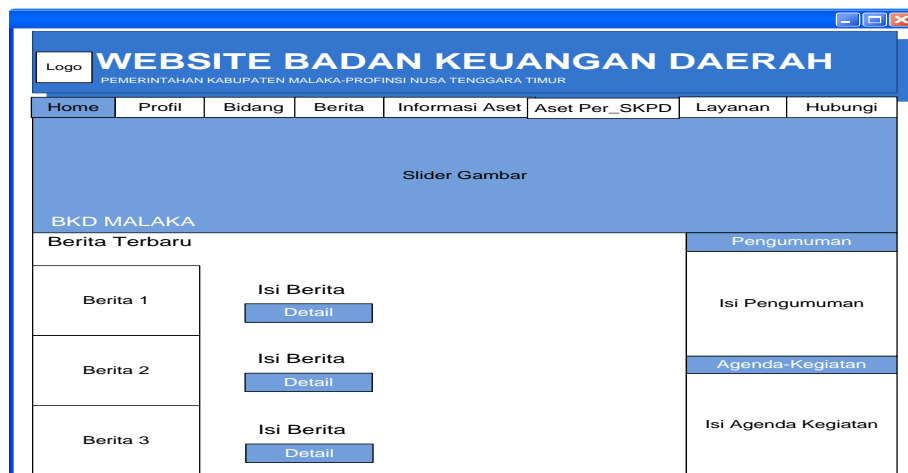 Logo
WEBSITE BADAN KEUANGAN DAERAH
PEMERINTAHAN KABUPATEN MALAKA-PROFINSI NUSA TENGGARA TIMUR
Home Profil Bidang Berita Informasi Aset Aset Per_SKPD Layanan Hubungi
Slider Gambar
BKD MALAKA
Berita Terbaru
Berita 1
Isi Berita
Detail
Berita 2
Isi Berita
Detail
Berita 3
Isi Berita
Detail
Pengumuman
Isi Pengumuman
Agenda-Kegiatan
Isi Agenda Kegiatan